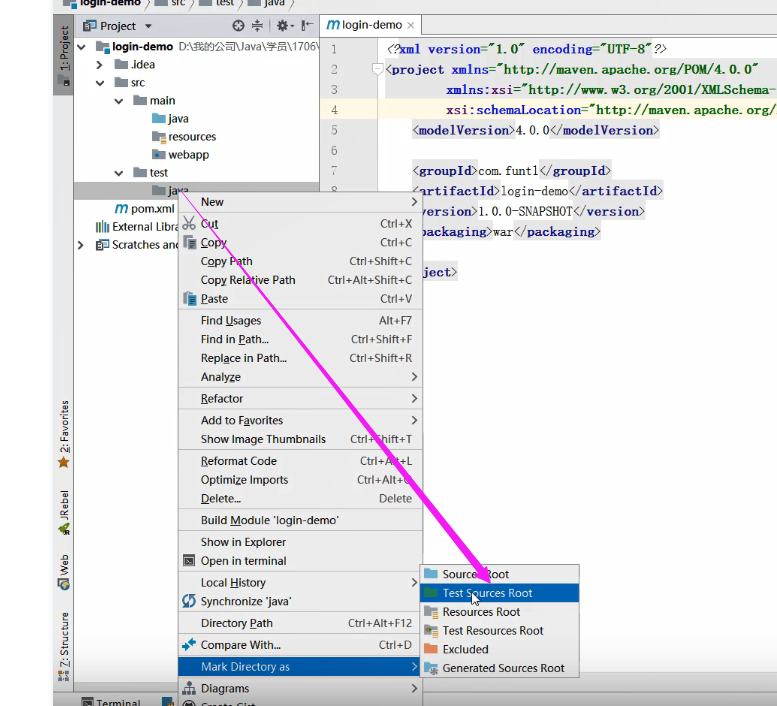 login-demo src test java
Project
login-demo
1: Project
login-demo D:\我的公司\Java\学员\1706\
.idea
src
main
java
resources
webapp
test
java
pom.xml
External Libra
Scratches and
1 <?xml version="1.0" encoding="UTF-8"?>
2 <project xmlns="http://maven.apache.org/POM/4.0.0"
3 xmlns:xsi="http://www.w3.org/2001/XMLSchema-
4 xsi:schemaLocation="http://maven.apache.org/
5 <modelVersion>4.0.0</modelVersion>
6
7 <groupId>com.funtl</groupId>
8 <artifactId>login-demo</artifactId>
version>1.0.0-SNAPSHOT</version>
packaging>war</packaging>
ject>
New
Cut Ctrl+X
Copy Ctrl+C
Copy Path Ctrl+Shift+C
Copy Relative Path Ctrl+Alt+Shift+C
Paste Ctrl+V
Find Usages Alt+F7
Find in Path... Ctrl+Shift+F
Replace in Path... Ctrl+Shift+R
Analyze
Refactor
Add to Favorites
Show Image Thumbnails Ctrl+Shift+T
Reformat Code Ctrl+Alt+L
Optimize Imports Ctrl+Alt+O
Delete... Delete
Build Module 'login-demo'
Show in Explorer
Open in terminal
Local History
Synchronize 'java'
Directory Path Ctrl+Alt+F12
Compare With... Ctrl+D
Mark Directory as
Diagrams
Create Gist...
Sources Root
Test Sources Root
Resources Root
Test Resources Root
Excluded
Generated Sources Root
2: Favorites
JRebel
Web
Z: Structure
Terminal